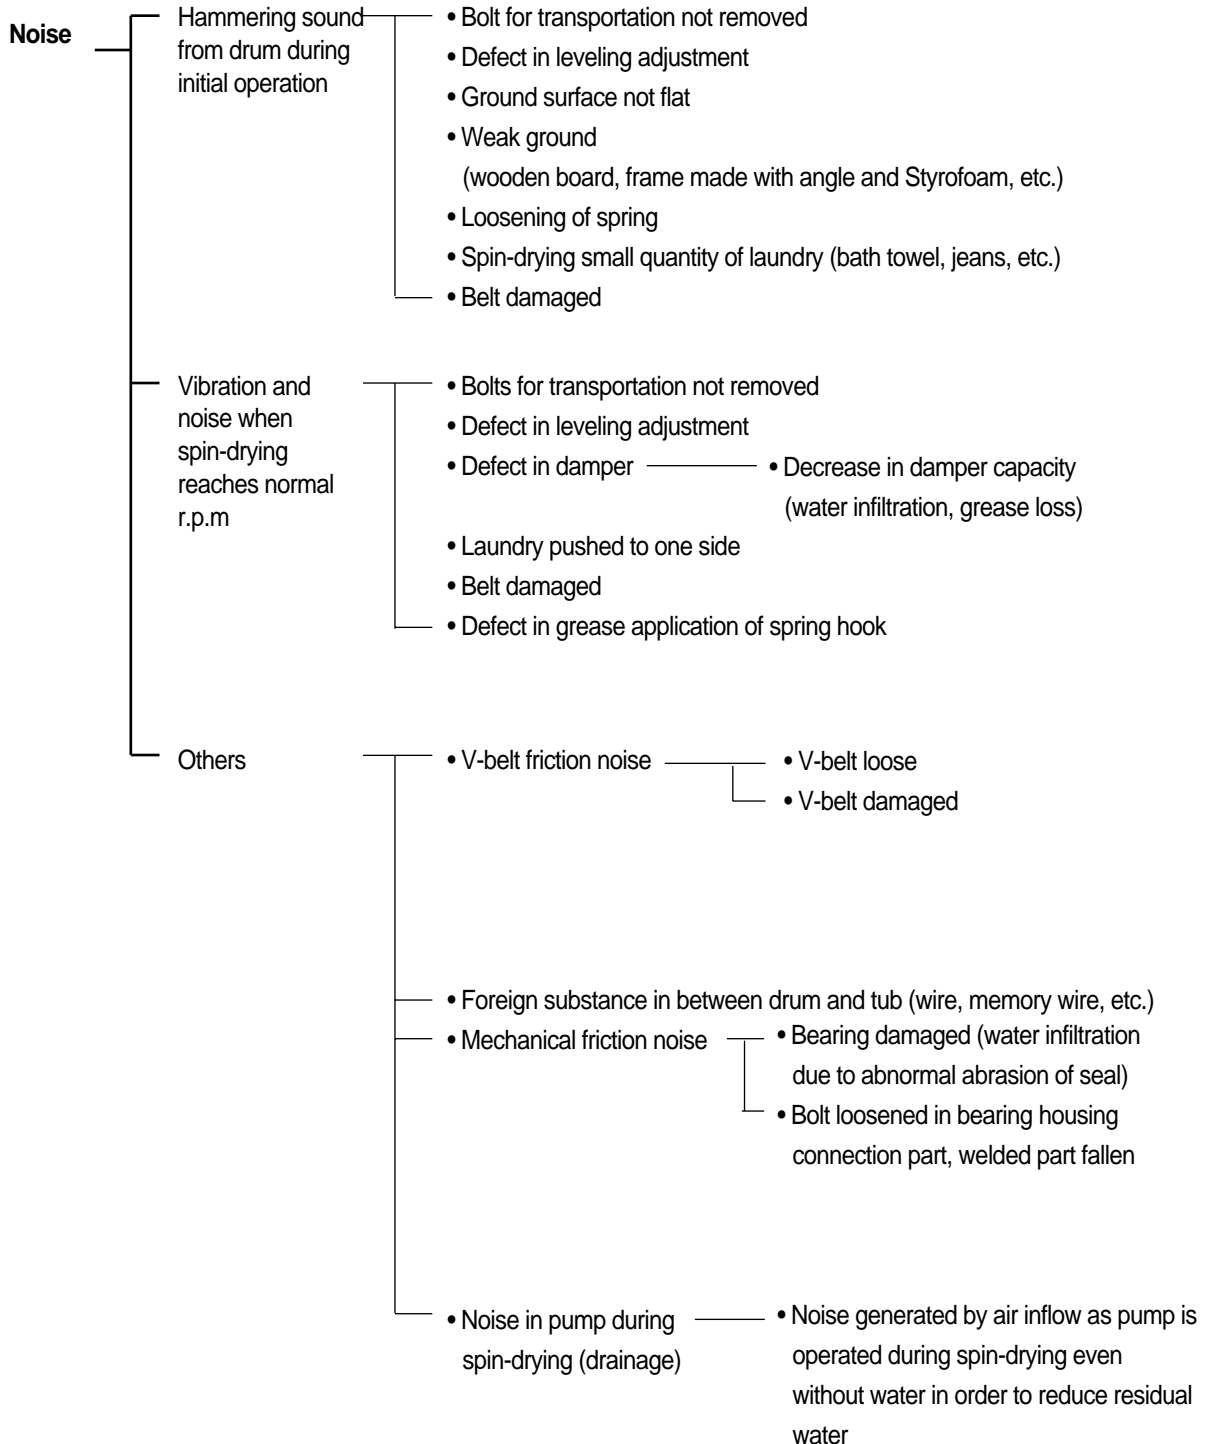 Noise
Hammering sound
from drum during
initial operation
• Bolt for transportation not removed
• Defect in leveling adjustment
• Ground surface not flat
• Weak ground
(wooden board, frame made with angle and Styrofoam, etc.)
• Loosening of spring
• Spin-drying small quantity of laundry (bath towel, jeans, etc.)
• Belt damaged
Vibration and
noise when
spin-drying
reaches normal
r.p.m
• Bolts for transportation not removed
• Defect in leveling adjustment
• Defect in damper
• Decrease in damper capacity
(water infiltration, grease loss)
• Laundry pushed to one side
• Belt damaged
• Defect in grease application of spring hook
Others
• V-belt friction noise
• V-belt loose
• V-belt damaged
• Foreign substance in between drum and tub (wire, memory wire, etc.)
• Mechanical friction noise
• Bearing damaged (water infiltration
due to abnormal abrasion of seal)
• Bolt loosened in bearing housing
connection part, welded part fallen
• Noise in pump during
spin-drying (drainage)
• Noise generated by air inflow as pump is
operated during spin-drying even
without water in order to reduce residual
water